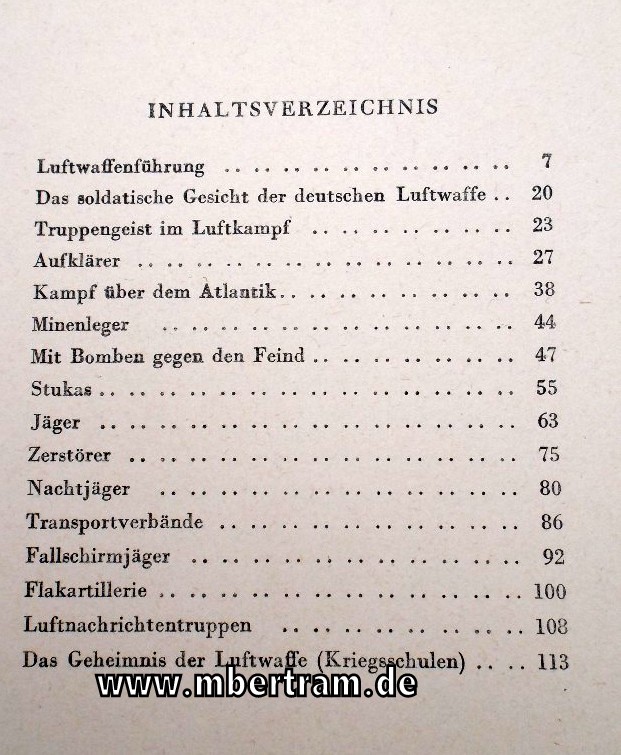 INHALTSVERZEICHNIS
Luftwaffenführung .. .. .. .. .. .. .. .. .. .. 7
Das soldatische Gesicht der deutschen Luftwaffe .. 20
Truppengeist im Luftkampf .. .. .. .. .. .. .. 23
Aufklärer .. .. .. .. .. .. .. .. .. .. .. .. .. 27
Kampf über dem Atlantik .. .. .. .. .. .. .. .. 38
Minenleger .. .. .. .. .. .. .. .. .. .. .. .. 44
Mit Bomben gegen den Feind .. .. .. .. .. .. .. 47
Stukas .. .. .. .. .. .. .. .. .. .. .. .. .. .. 55
Jäger .. .. .. .. .. .. .. .. .. .. .. .. .. .. 63
Zerstörer .. .. .. .. .. .. .. .. .. .. .. .. .. 75
Nachtjäger .. .. .. .. .. .. .. .. .. .. .. .. 80
Transportverbände .. .. .. .. .. .. .. .. .. .. 86
Fallschirmjäger .. .. .. .. .. .. .. .. .. .. .. 92
Flakartillerie .. .. .. .. .. .. .. .. .. .. .. .. 100
Luftnachrichtentruppen .. .. .. .. .. .. .. .. 108
Das Geheimnis der Luftwaffe (Kriegsschulen) .. .. 113
www.mbertram.de